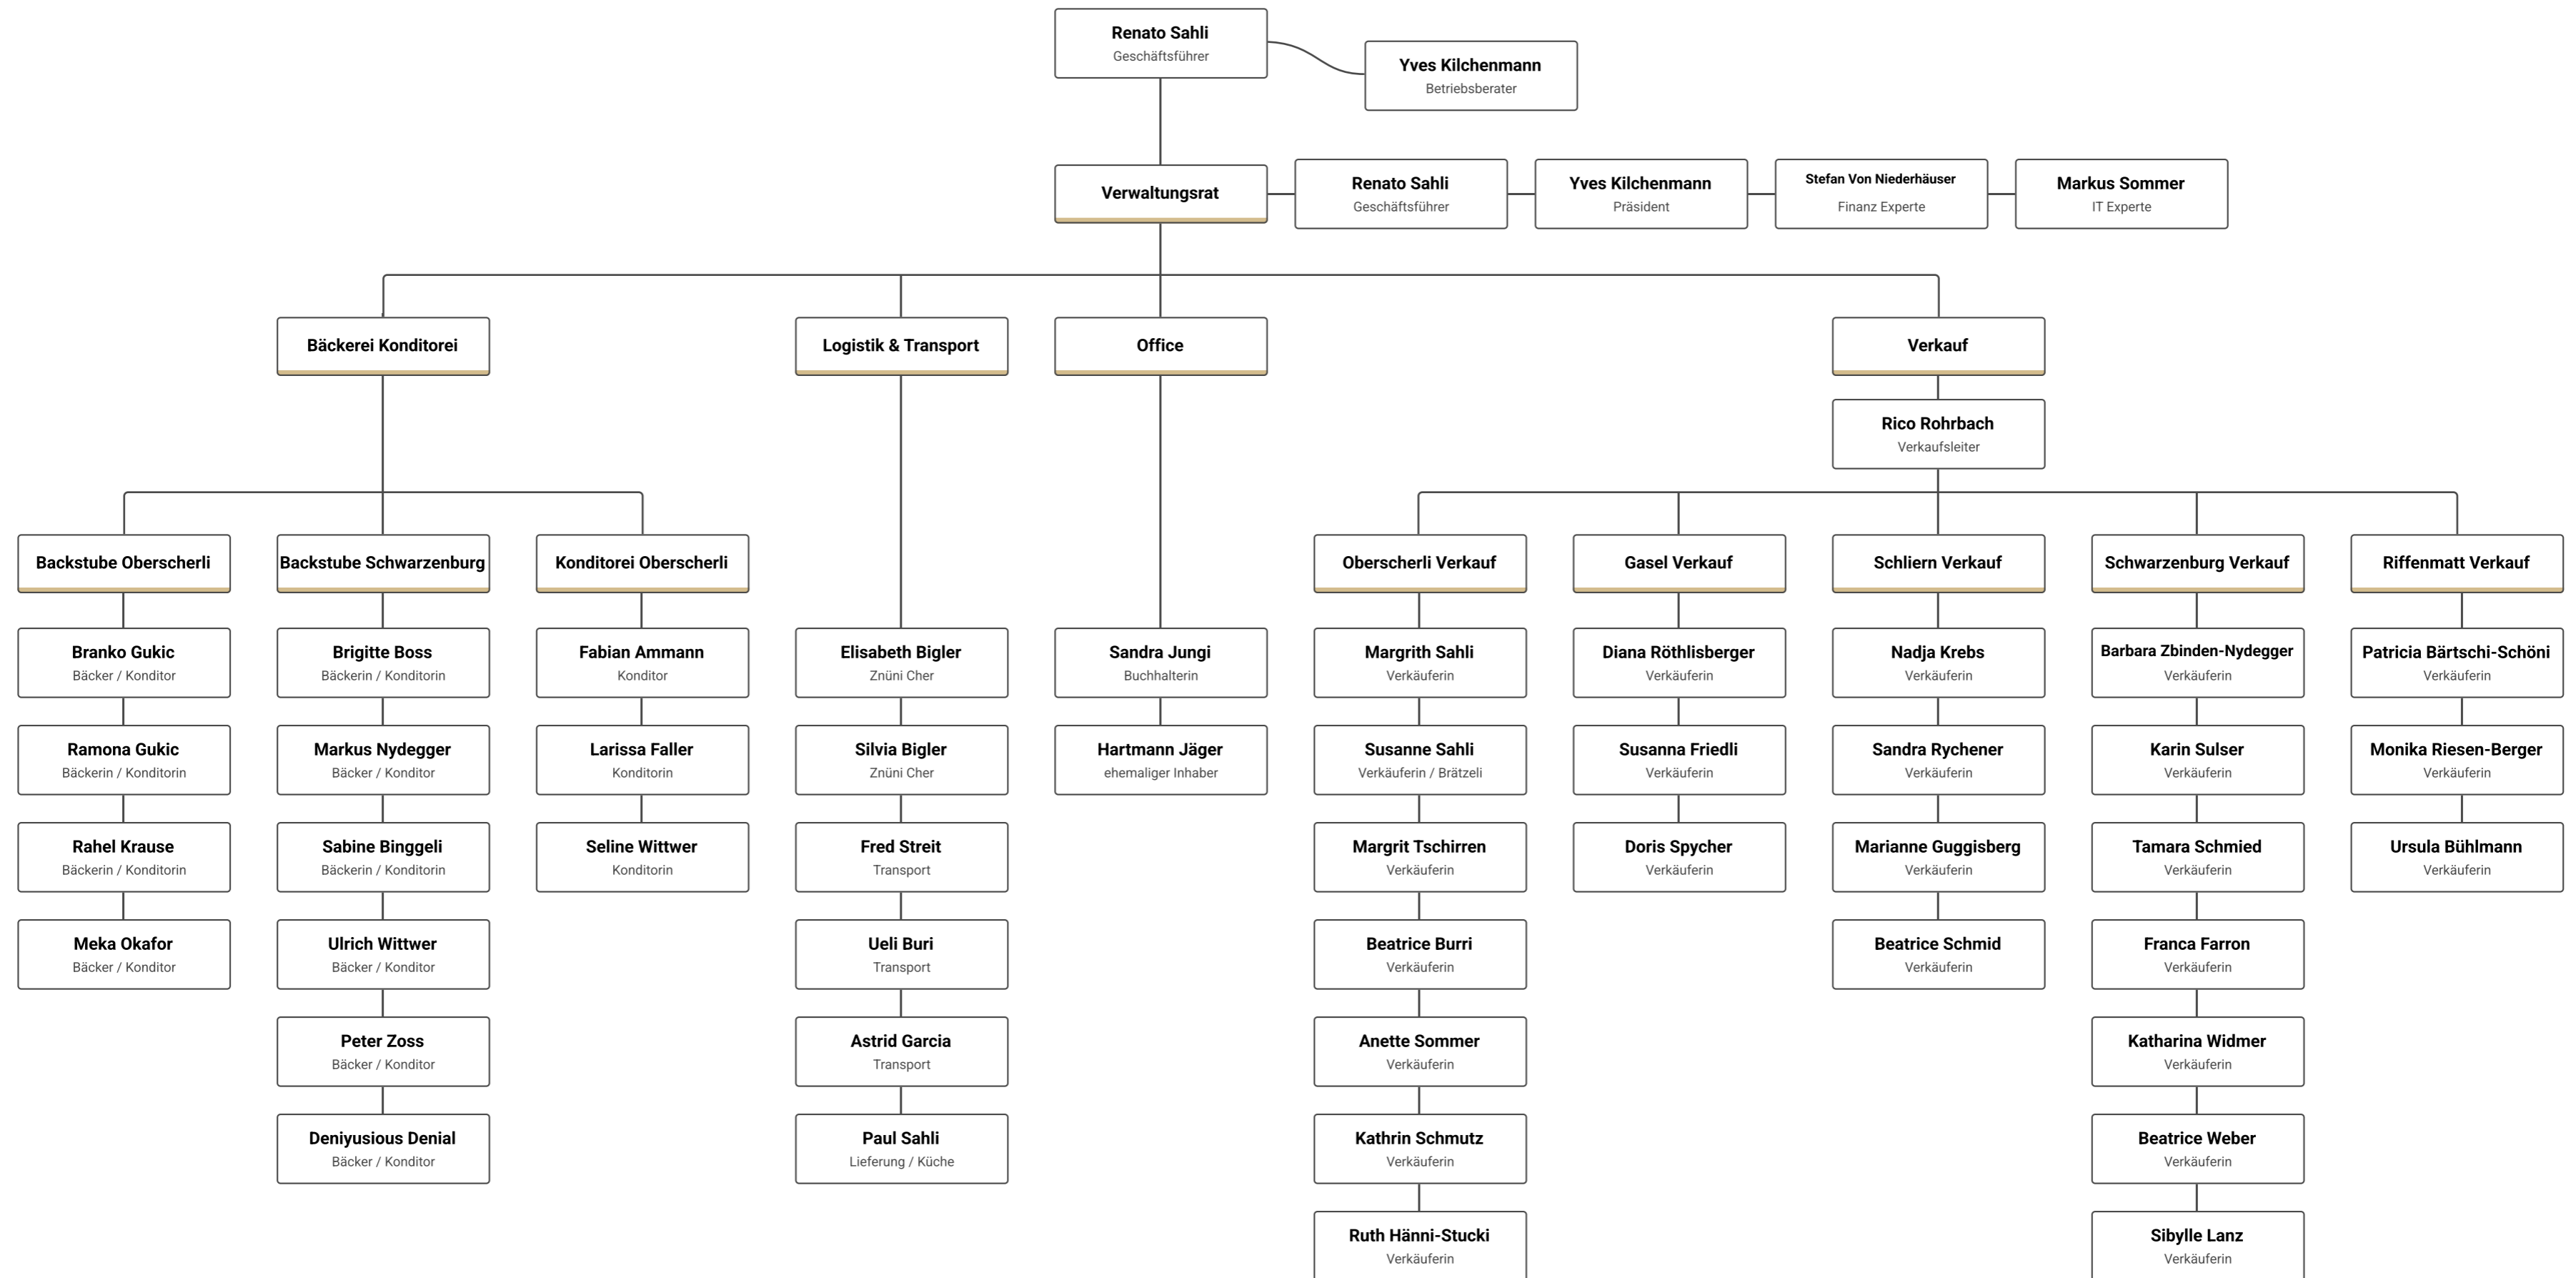 Renato Sahli
Geschäftsführer
Yves Kilchenmann
Betriebsberater
Verwaltungsrat
Renato Sahli
Geschäftsführer
Yves Kilchenmann
Präsident
Stefan Von Niederhäuser
Finanz Experte
Markus Sommer
IT Experte
Bäckerei Konditorei
Logistik & Transport
Office
Verkauf
Rico Rohrbach
Verkaufsleiter
Backstube Oberscherli
Backstube Schwarzenburg
Konditorei Oberscherli
Oberscherli Verkauf
Gasel Verkauf
Schliern Verkauf
Schwarzenburg Verkauf
Riffenmatt Verkauf
Branko Gukic
Bäcker / Konditor
Brigitte Boss
Bäckerin / Konditorin
Fabian Ammann
Konditor
Elisabeth Bigler
Znüni Cher
Sandra Jungi
Buchhalterin
Margrith Sahli
Verkäuferin
Diana Röthlisberger
Verkäuferin
Nadja Krebs
Verkäuferin
Barbara Zbinden-Nydegger
Verkäuferin
Patricia Bärtschi-Schöni
Verkäuferin
Ramona Gukic
Bäckerin / Konditorin
Markus Nydegger
Bäcker / Konditor
Larissa Faller
Konditorin
Silvia Bigler
Znüni Cher
Hartmann Jäger
ehemaliger Inhaber
Susanne Sahli
Verkäuferin / Brätzeli
Susanna Friedli
Verkäuferin
Sandra Rychener
Verkäuferin
Karin Sulser
Verkäuferin
Monika Riesen-Berger
Verkäuferin
Rahel Krause
Bäckerin / Konditorin
Sabine Binggeli
Bäckerin / Konditorin
Seline Wittwer
Konditorin
Fred Streit
Transport
Margrit Tschirren
Verkäuferin
Doris Spycher
Verkäuferin
Marianne Guggisberg
Verkäuferin
Tamara Schmied
Verkäuferin
Ursula Bühlmann
Verkäuferin
Meka Okafor
Bäcker / Konditor
Ulrich Wittwer
Bäcker / Konditor
Ueli Buri
Transport
Beatrice Burri
Verkäuferin
Beatrice Schmid
Verkäuferin
Franca Farron
Verkäuferin
Peter Zoss
Bäcker / Konditor
Astrid Garcia
Transport
Anette Sommer
Verkäuferin
Katharina Widmer
Verkäuferin
Deniyusious Denial
Bäcker / Konditor
Paul Sahli
Lieferung / Küche
Kathrin Schmutz
Verkäuferin
Beatrice Weber
Verkäuferin
Ruth Hänni-Stucki
Verkäuferin
Sibylle Lanz
Verkäuferin